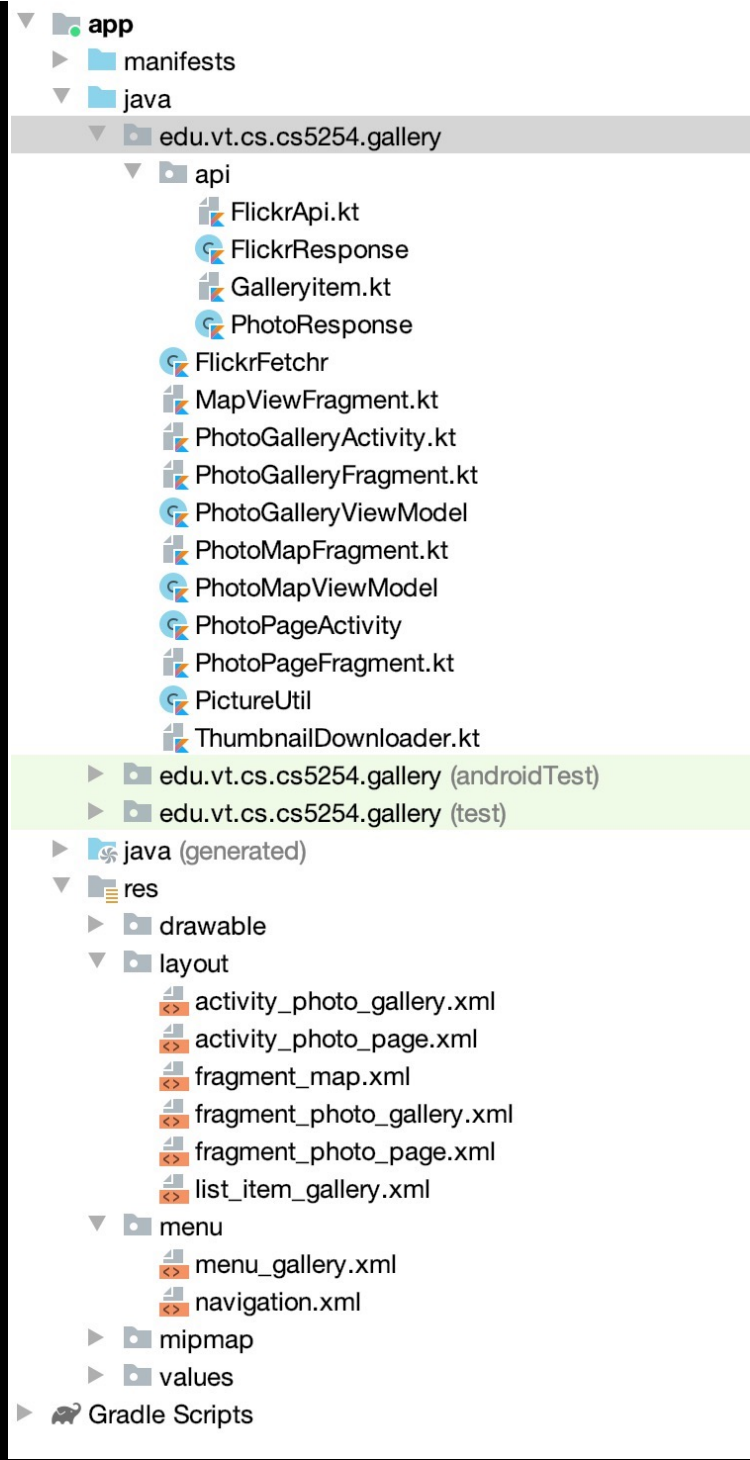 app
manifests
java
edu.vt.cs.cs5254.gallery
api
FlickrApi.kt
FlickrResponse
Galleryitem.kt
PhotoResponse
FlickrFetchr
MapViewFragment.kt
PhotoGalleryActivity.kt
PhotoGalleryFragment.kt
PhotoGalleryViewModel
PhotoMapFragment.kt
PhotoMapViewModel
PhotoPageActivity
PhotoPageFragment.kt
PictureUtil
ThumbnailDownloader.kt
edu.vt.cs.cs5254.gallery (androidTest)
edu.vt.cs.cs5254.gallery (test)
java (generated)
res
drawable
layout
activity_photo_gallery.xml
activity_photo_page.xml
fragment_map.xml
fragment_photo_gallery.xml
fragment_photo_page.xml
list_item_gallery.xml
menu
menu_gallery.xml
navigation.xml
mipmap
values
Gradle Scripts